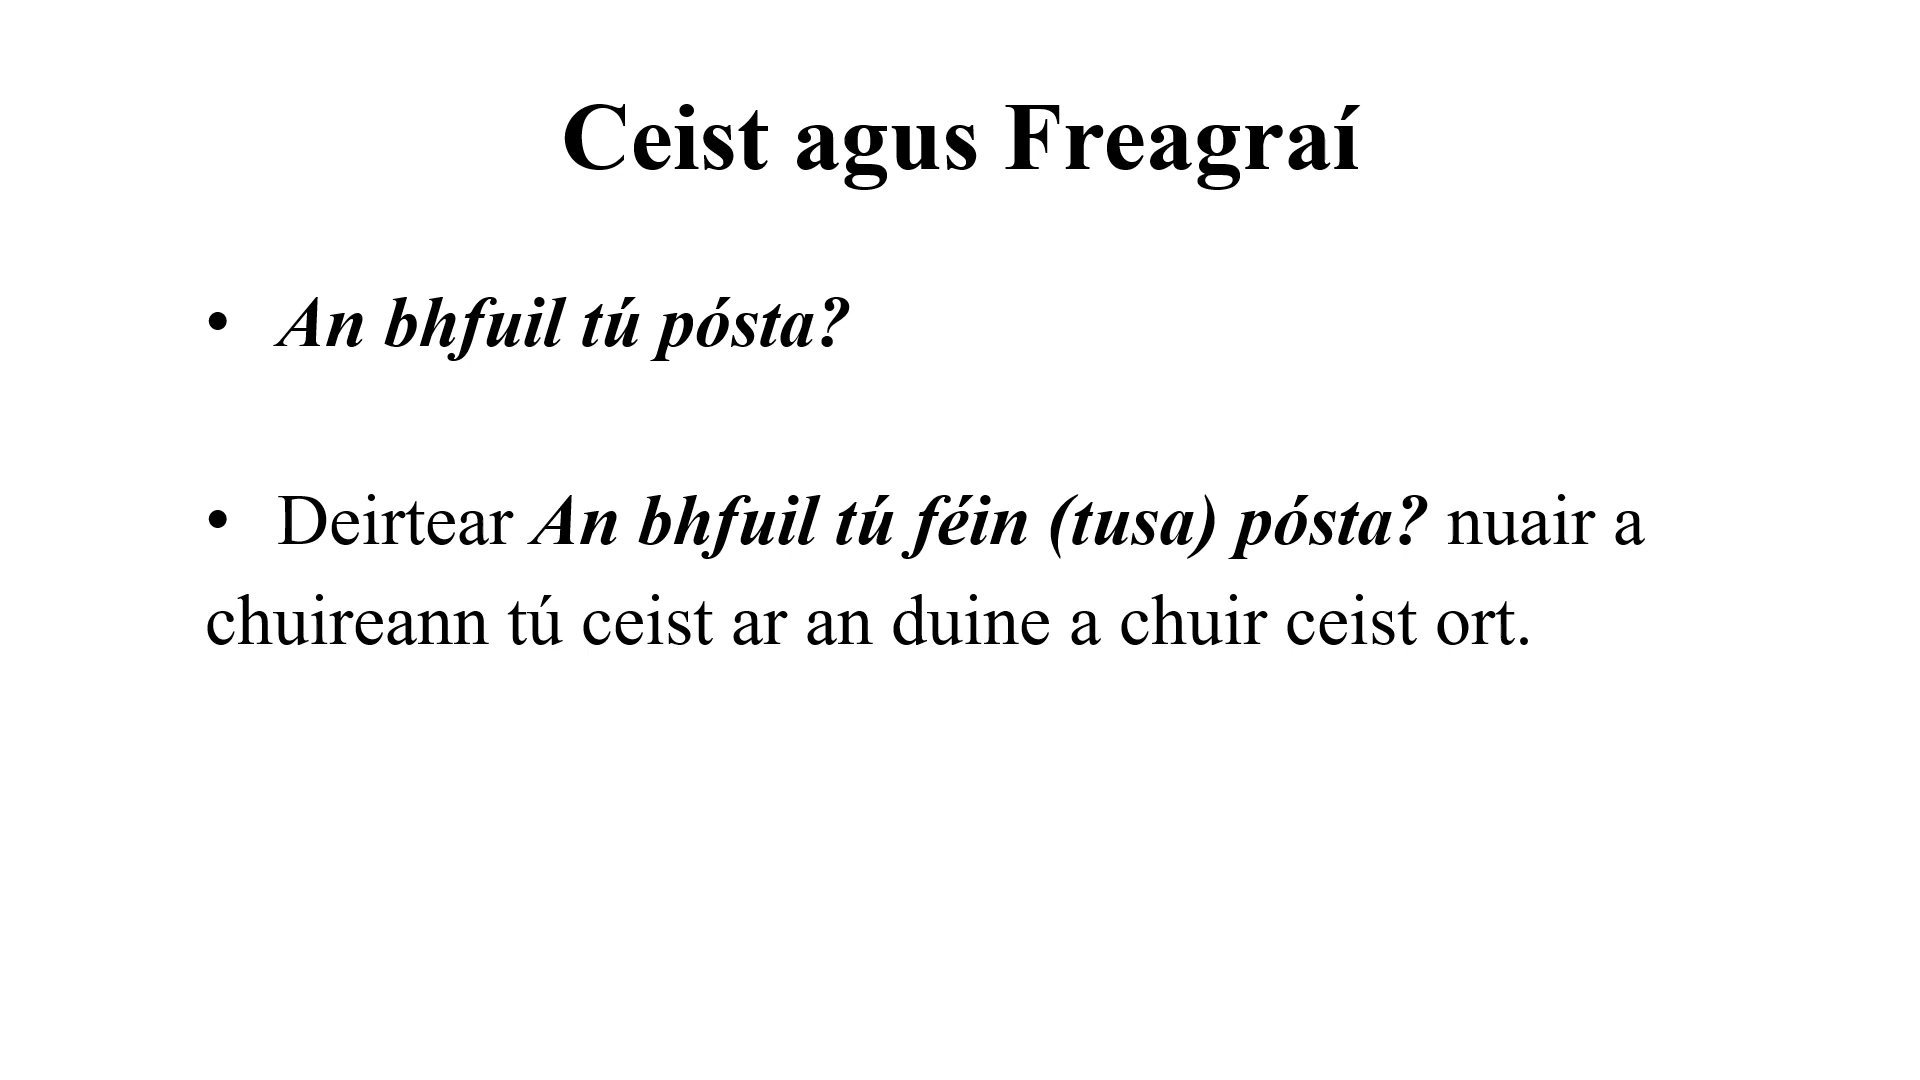 Ceist agus Freagraí
• An bhfuil tú pósta?
• Deirtear An bhfuil tú féin (tusa) pósta? nuair a
chuireann tú ceist ar an duine a chuir ceist ort.